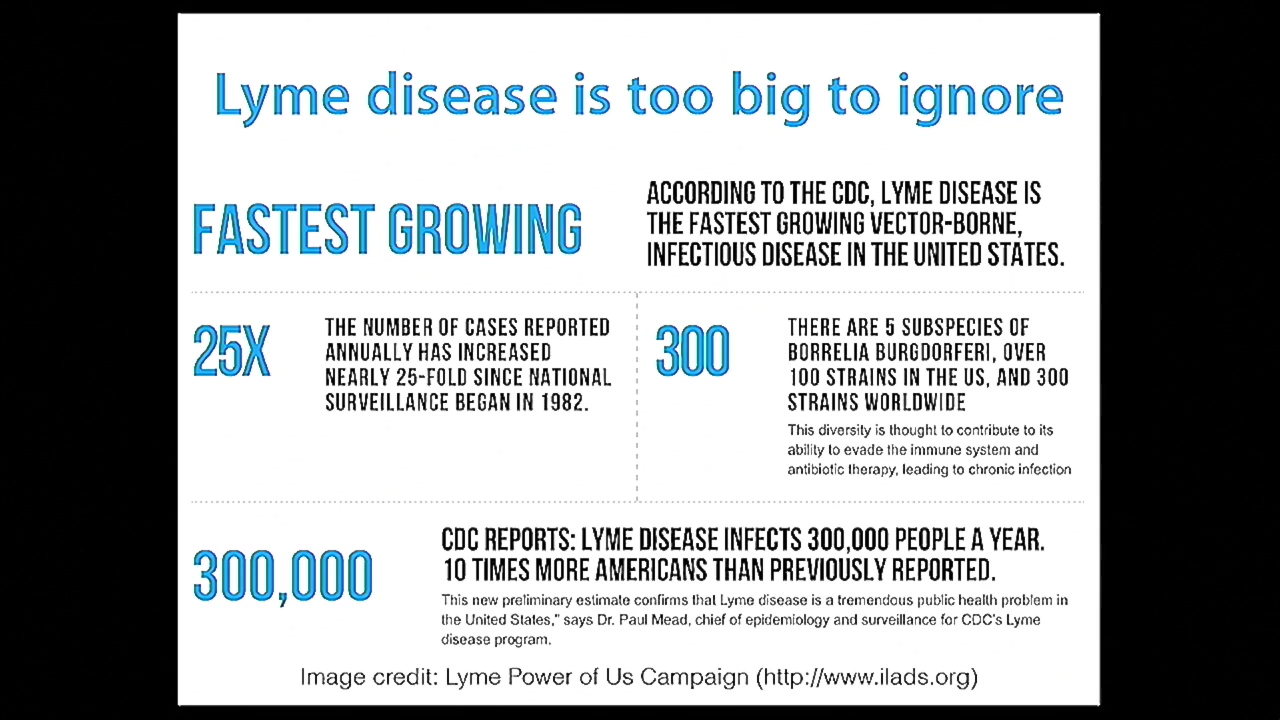 Lyme disease is too big to ignore
FASTEST GROWING
ACCORDING TO THE CDC, LYME DISEASE IS
THE FASTEST GROWING VECTOR-BORNE,
INFECTIOUS DISEASE IN THE UNITED STATES.
25X
THE NUMBER OF CASES REPORTED
ANNUALLY HAS INCREASED
NEARLY 25-FOLD SINCE NATIONAL
SURVEILLANCE BEGAN IN 1982.
300
THERE ARE 5 SUBSPECIES OF
BORRELIA BURGDORFERI, OVER
100 STRAINS IN THE US, AND 300
STRAINS WORLDWIDE
This diversity is thought to contribute to its
ability to evade the immune system and
antibiotic therapy, leading to chronic infection
300,000
CDC REPORTS: LYME DISEASE INFECTS 300,000 PEOPLE A YEAR.
10 TIMES MORE AMERICANS THAN PREVIOUSLY REPORTED.
This new preliminary estimate confirms that Lyme disease is a tremendous public health problem in
the United States," says Dr. Paul Mead, chief of epidemiology and surveillance for CDC's Lyme
disease program.
Image credit: Lyme Power of Us Campaign (http://www.ilads.org)